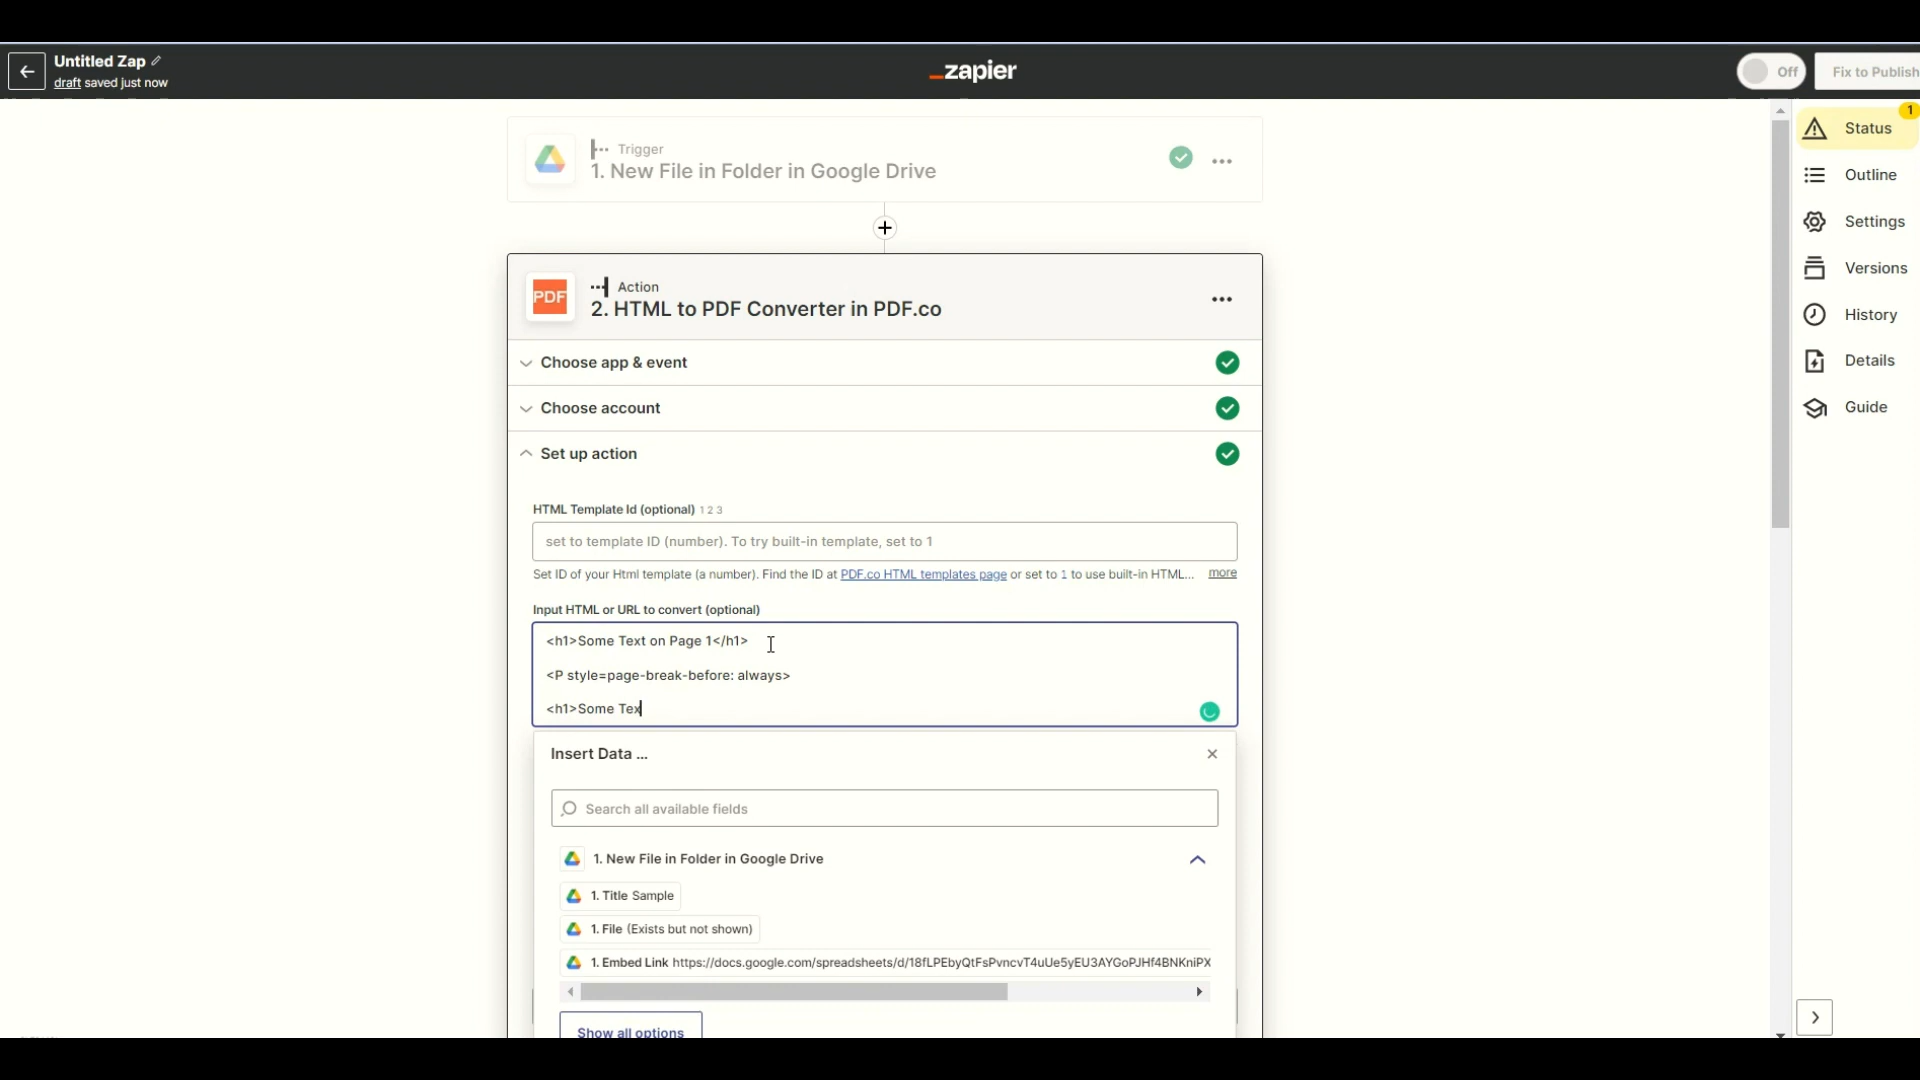 Untitled Zap
draft saved just now
zapier
Off
Fix to Publish
1
Status
Outline
Settings
Versions
History
Details
Guide
Trigger
1. New File in Folder in Google Drive
PDF
Action
2. HTML to PDF Converter in PDF.co
Choose app & event
Choose account
Set up action
HTML Template Id (optional) 1 2 3
set to template ID (number). To try built-in template, set to 1
Set ID of your Html template (a number). Find the ID at PDF.co HTML templates page or set to 1 to use built-in HTML... more
Input HTML or URL to convert (optional)
<h1>Some Text on Page 1</h1>
<P style=page-break-before: always>
<h1>Some Tex
Insert Data ...
Search all available fields
1. New File in Folder in Google Drive
1. Title Sample
1. File (Exists but not shown)
1. Embed Link https://docs.google.com/spreadsheets/d/18fLPEbyQtFsPvncvT4uUe5yEU3AYGoPJHf4BNKniPX
Show all options